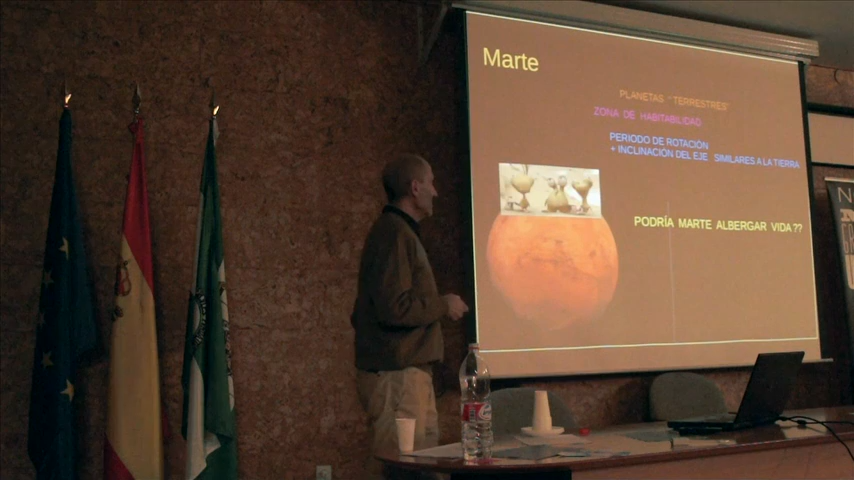 Marte
PLANETAS "TERRESTRES"
ZONA DE HABITABILIDAD
PERIODO DE ROTACIÓN
+ INCLINACIÓN DEL EJE SIMILARES A LA TIERRA
PODRÍA MARTE ALBERGAR VIDA ??